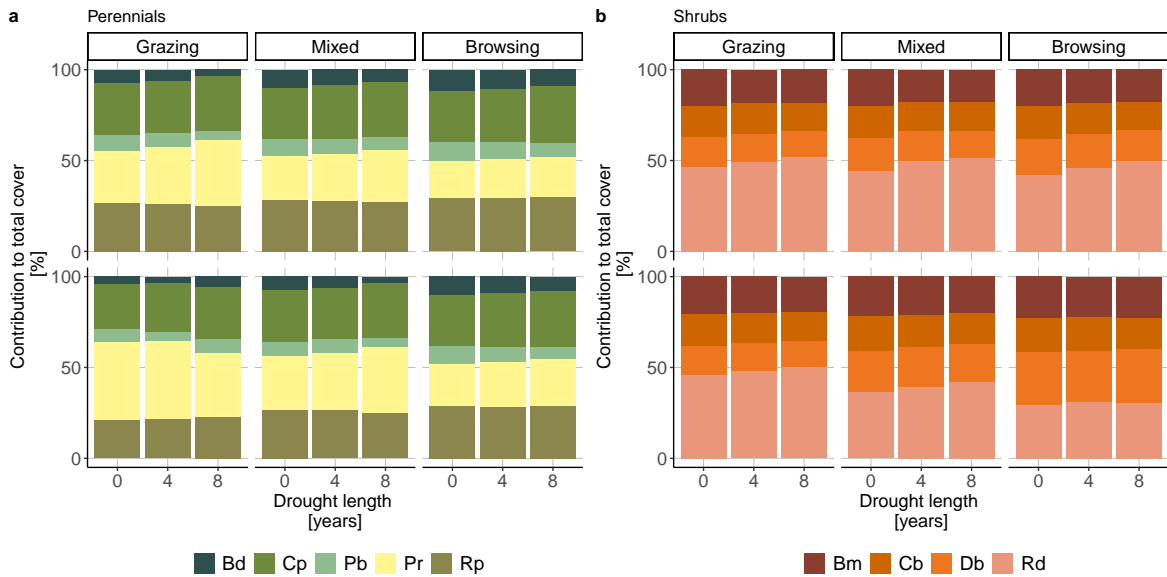 a
Perennials
Grazing
Mixed
Browsing
Contribution to total cover
[%]
100
50
0
100
50
0
0 4 8
0 4 8
0 4 8
Drought length
[years]
Bd Cp Pb Pr Rp
b
Shrubs
Grazing
Mixed
Browsing
Contribution to total cover
[%]
100
50
0
100
50
0
0 4 8
0 4 8
0 4 8
Drought length
[years]
Bm Cb Db Rd